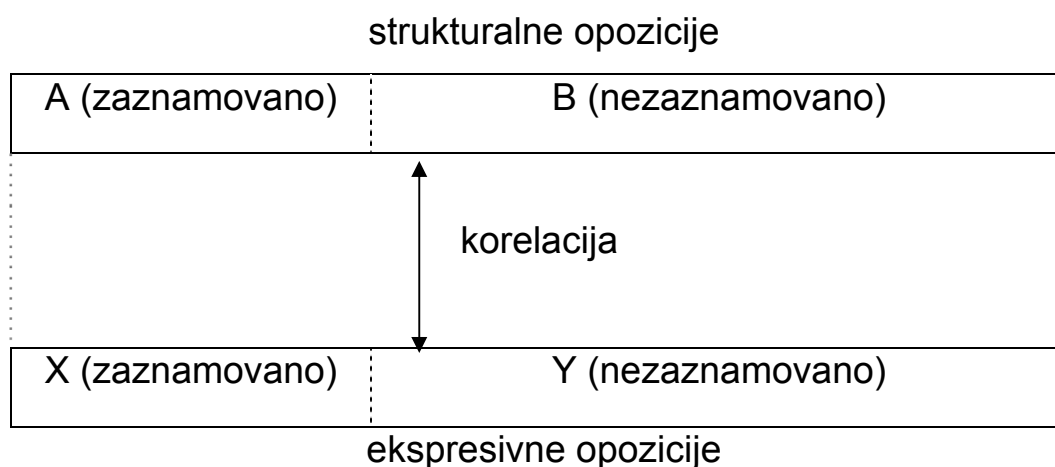 strukturalne opozicije
A (zaznamovano) B (nezaznamovano)
korelacija
X (zaznamovano) Y (nezaznamovano)
ekspresivne opozicije